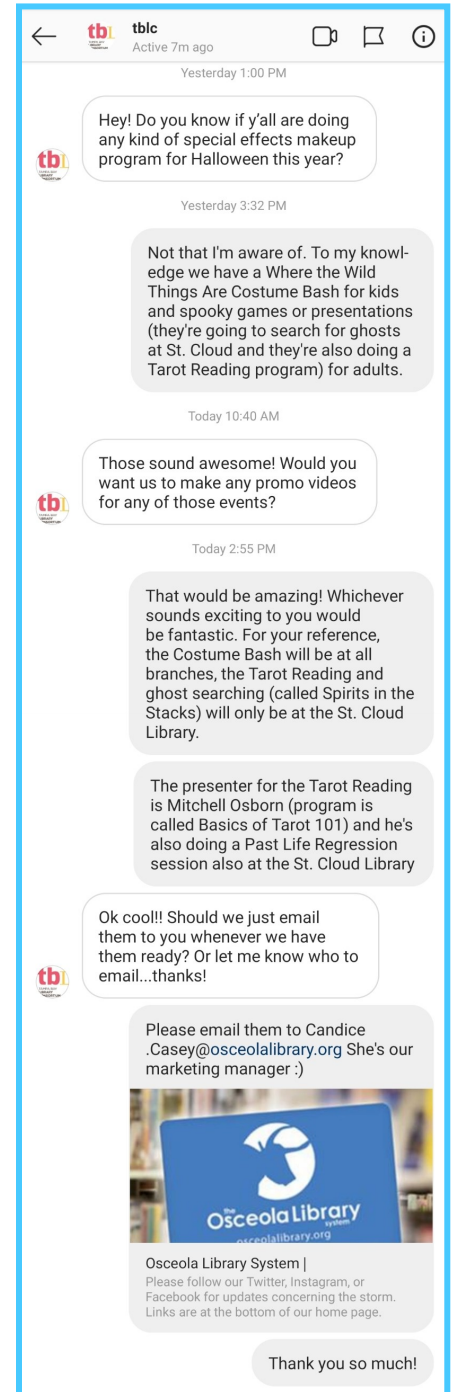 tbl
tblc
Active 7m ago
Yesterday 1:00 PM
Hey! Do you know if y'all are doing
any kind of special effects makeup
program for Halloween this year?
tbl
Yesterday 3:32 PM
Not that I'm aware of. To my knowl-
edge we have a Where the Wild
Things Are Costume Bash for kids
and spooky games or presentations
(they're going to search for ghosts
at St. Cloud and they're also doing a
Tarot Reading program) for adults.
Today 10:40 AM
Those sound awesome! Would you
want us to make any promo videos
for any of those events?
tbl
Today 2:55 PM
That would be amazing! Whichever
sounds exciting to you would
be fantastic. For your reference,
the Costume Bash will be at all
branches, the Tarot Reading and
ghost searching (called Spirits in the
Stacks) will only be at the St. Cloud
Library.
The presenter for the Tarot Reading
is Mitchell Osborn (program is
called Basics of Tarot 101) and he's
also doing a Past Life Regression
session also at the St. Cloud Library
Ok cool!! Should we just email
them to you whenever we have
them ready? Or let me know who to
email...thanks!
tbl
Please email them to Candice
.Casey@osceolalibrary.org She's our
marketing manager :)
the
Osceola Library
system
osceolalibrary.org
Osceola Library System |
Please follow our Twitter, Instagram, or
Facebook for updates concerning the storm.
Links are at the bottom of our home page.
Thank you so much!